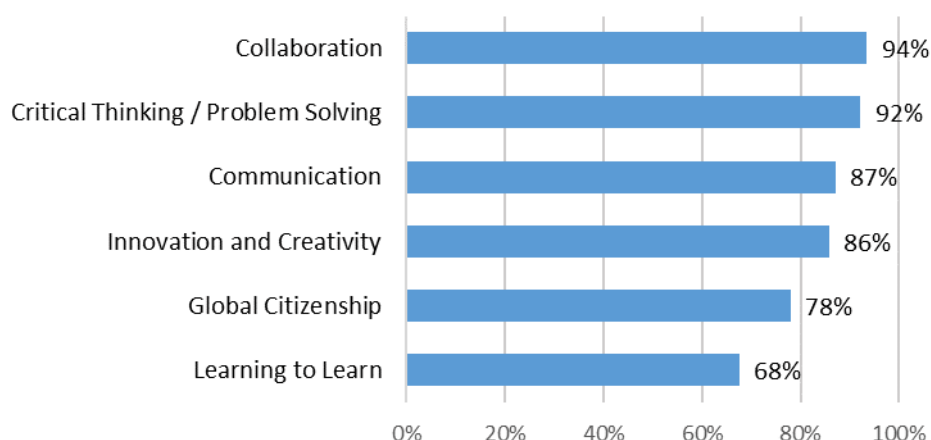 Collaboration 94%
Critical Thinking / Problem Solving 92%
Communication 87%
Innovation and Creativity 86%
Global Citizenship 78%
Learning to Learn 68%
0% 20% 40% 60% 80% 100%